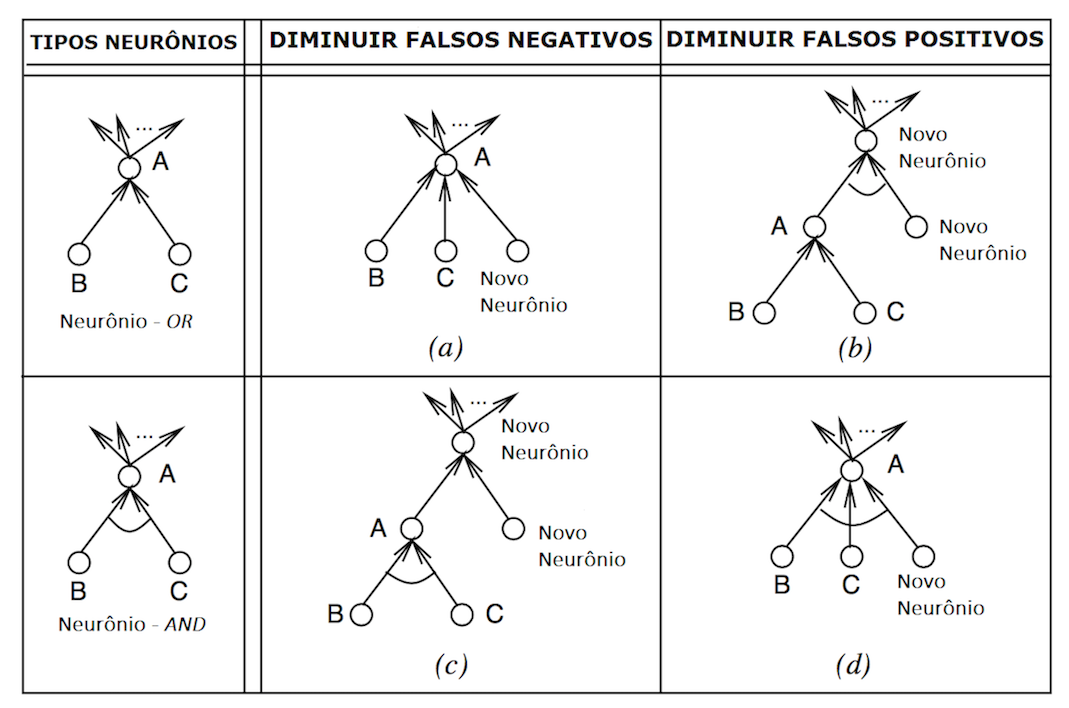 TIPOS NEURÔNIOS
DIMINUIR FALSOS NEGATIVOS
DIMINUIR FALSOS POSITIVOS
...
A
B
C
Neurônio - OR
...
A
B
C
Novo
Neurônio
(a)
...
Novo
Neurônio
A
Novo
Neurônio
B
C
(b)
...
A
B
C
Neurônio - AND
...
Novo
Neurônio
A
Novo
Neurônio
B
C
(c)
...
A
B
C
Novo
Neurônio
(d)